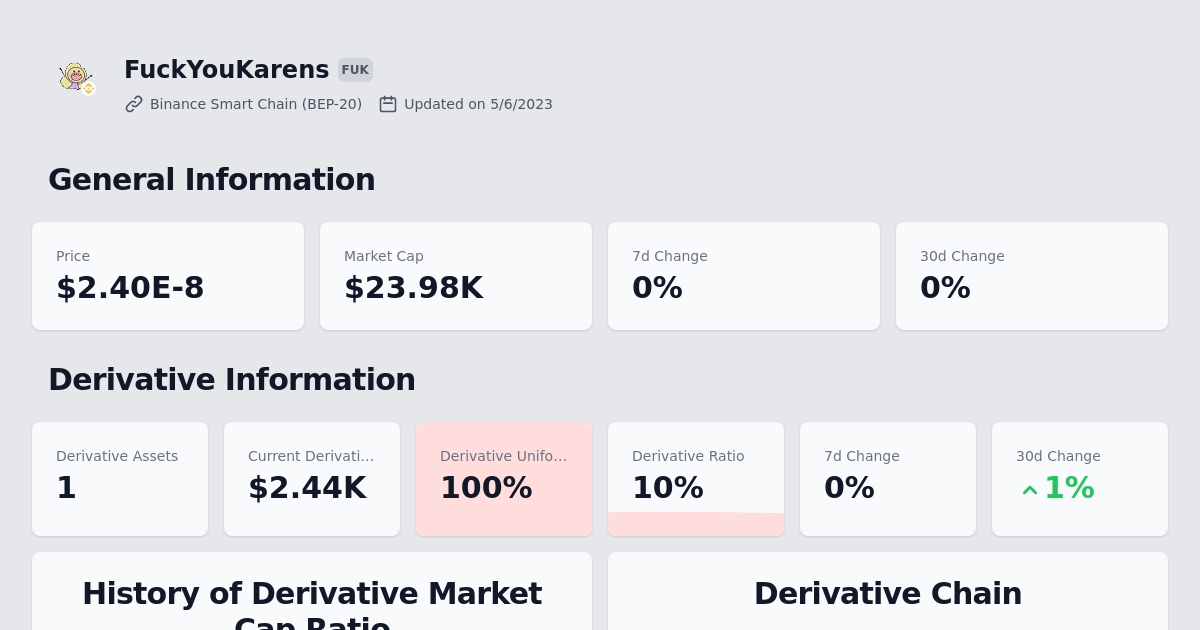 FuckYouKarens FUK
Binance Smart Chain (BEP-20) Updated on 5/6/2023
General Information
Price
$2.40E-8
Market Cap
$23.98K
7d Change
0%
30d Change
0%
Derivative Information
Derivative Assets
1
Current Derivati...
$2.44K
Derivative Unifo...
100%
Derivative Ratio
10%
7d Change
0%
30d Change
1%
History of Derivative Market
Cap Ratio
Derivative Chain